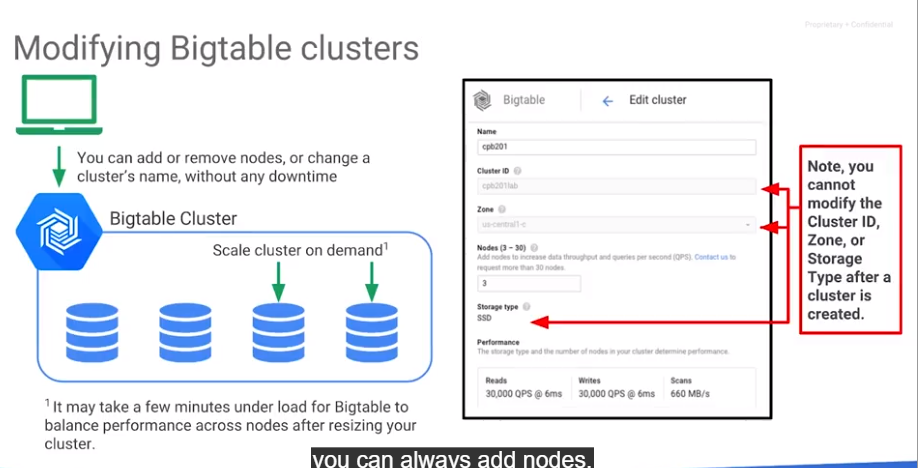 Proprietary + Confidential
Modifying Bigtable clusters
You can add or remove nodes, or change a
cluster's name, without any downtime
Bigtable Cluster
Scale cluster on demand1
1 It may take a few minutes under load for Bigtable to
balance performance across nodes after resizing your
cluster.
Bigtable
Edit cluster
Name
cpb201
Cluster ID
cpb201lab
Zone
us-central1-c
Nodes (3 – 30)
Add nodes to increase data throughput and queries per second (QPS). Contact us to
request more than 30 nodes.
3
Storage type
SSD
Performance
The storage type and the number of nodes in your cluster determine performance.
Reads
30,000 QPS @ 6ms
Writes
30,000 QPS @ 6ms
Scans
660 MB/s
Note, you
cannot
modify the
Cluster ID,
Zone, or
Storage
Type after a
cluster is
created.
you can always add nodes.